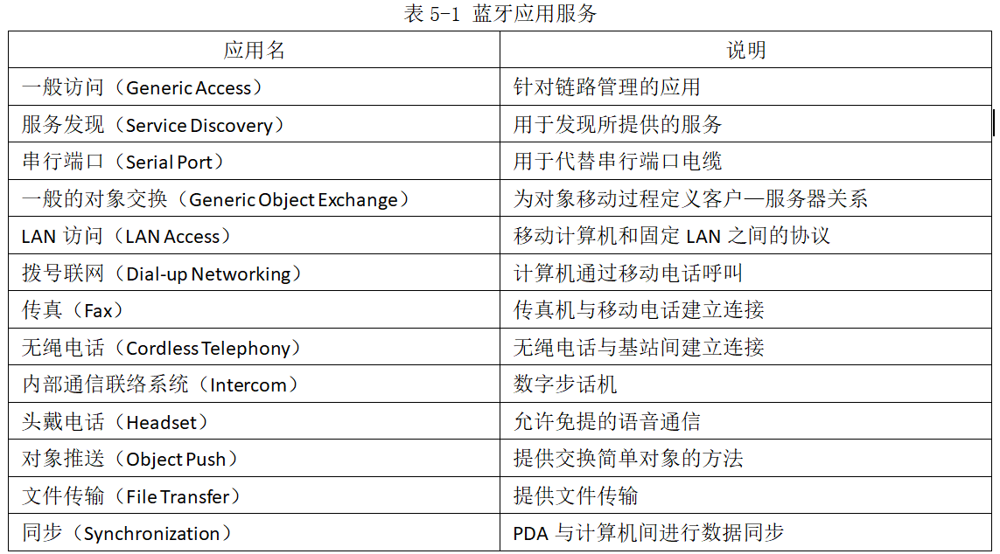 表 5-1 蓝牙应用服务
应用名 说明
一般访问（Generic Access） 针对链路管理的应用
服务发现（Service Discovery） 用于发现所提供的服务
串行端口（Serial Port） 用于代替串行端口电缆
一般的对象交换（Generic Object Exchange） 为对象移动过程定义客户—服务器关系
LAN 访问（LAN Access） 移动计算机和固定 LAN 之间的协议
拨号联网（Dial-up Networking） 计算机通过移动电话呼叫
传真（Fax） 传真机与移动电话建立连接
无绳电话（Cordless Telephony） 无绳电话与基站间建立连接
内部通信联络系统（Intercom） 数字步话机
头戴电话（Headset） 允许免提的语音通信
对象推送（Object Push） 提供交换简单对象的方法
文件传输（File Transfer） 提供文件传输
同步（Synchronization） PDA 与计算机间进行数据同步